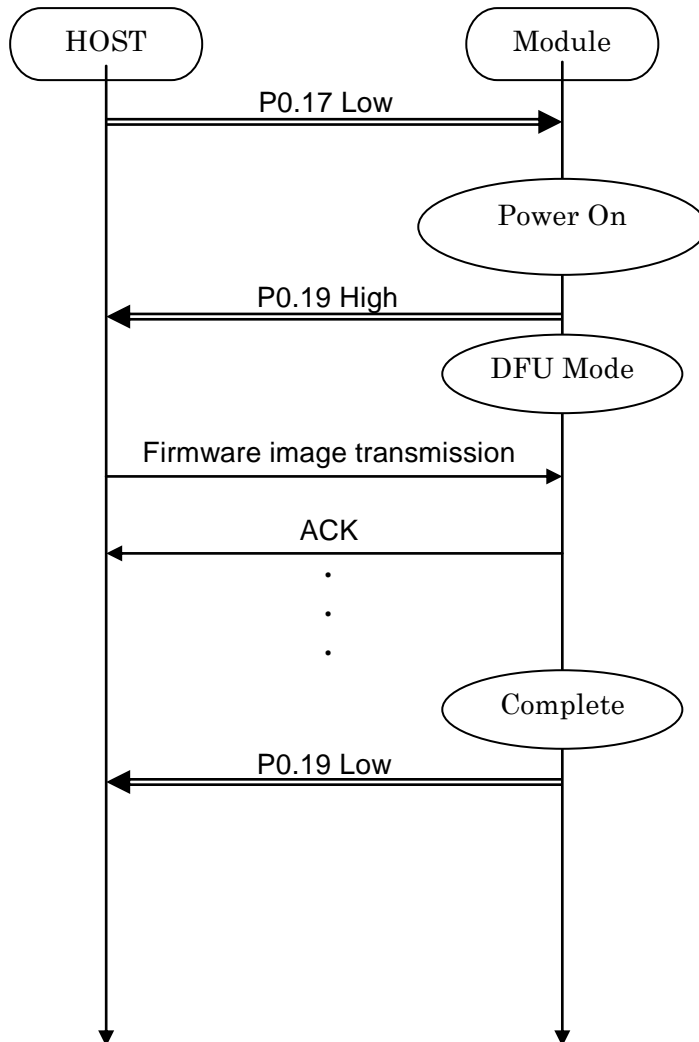 HOST
Module
P0.17 Low
Power On
P0.19 High
DFU Mode
Firmware image transmission
ACK
Complete
P0.19 Low